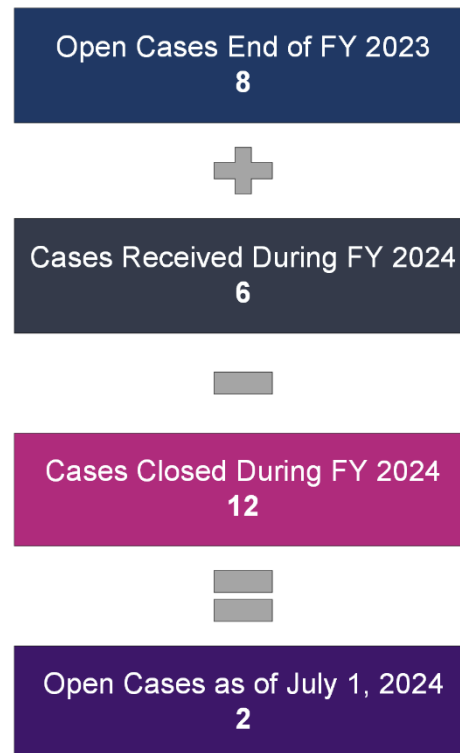 Open Cases End of FY 2023
8
Cases Received During FY 2024
6
Cases Closed During FY 2024
12
Open Cases as of July 1, 2024
2